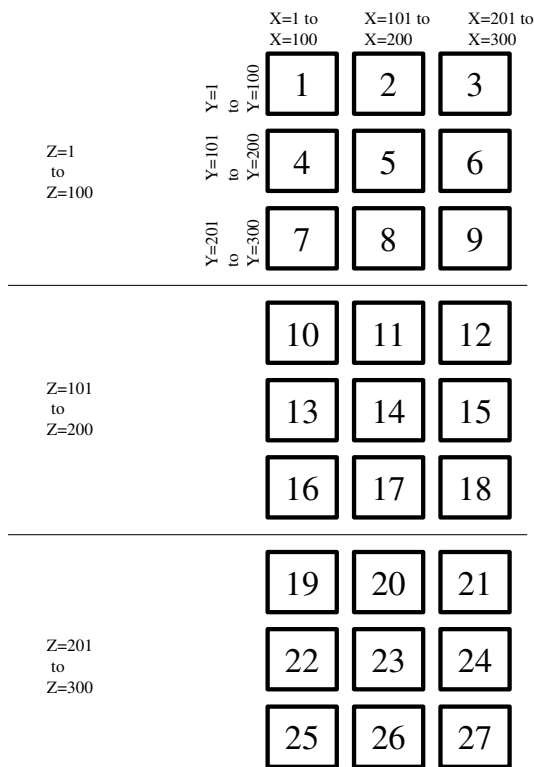 X=1 to X=101 to X=201 to
X=100 X=200 X=300
Y=1
to
Y=100
1 2 3
Z=1
to
Z=100
Y=101
to
Y=200
4 5 6
Y=201
to
Y=300
7 8 9
10 11 12
Z=101
to
Z=200
13 14 15
16 17 18
19 20 21
Z=201
to
Z=300
22 23 24
25 26 27